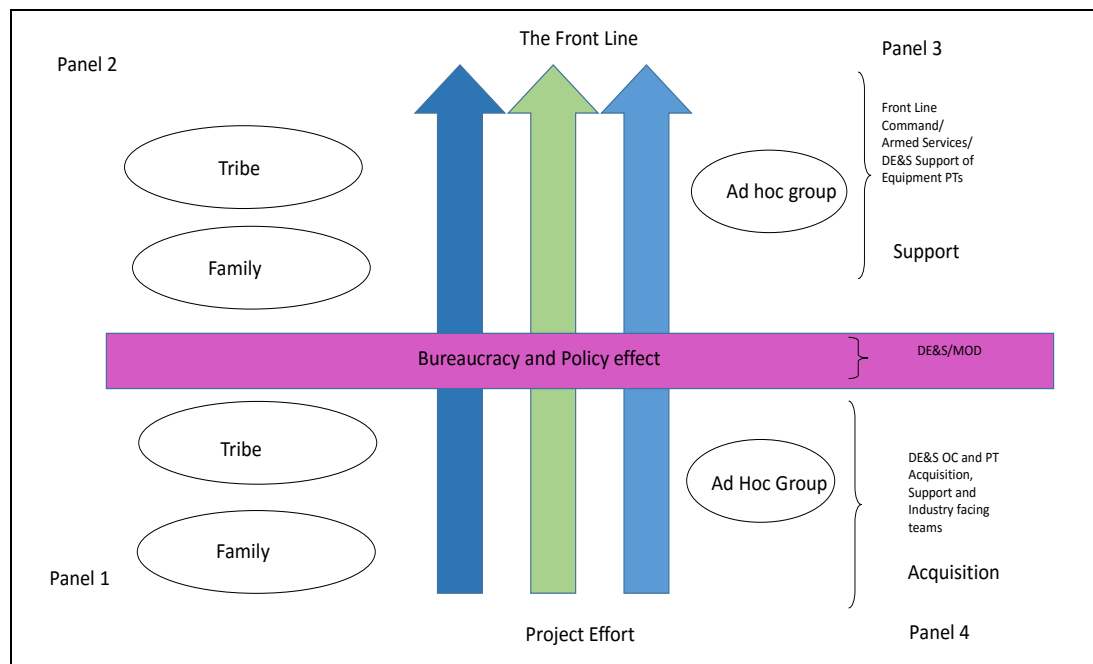 The Front Line
Panel 2
Panel 3
Front Line
Command/
Armed Services/
DE&S Support of
Equipment PTs
Tribe
Ad hoc group
Family
Support
Bureaucracy and Policy effect
DE&S/MOD
Tribe
Ad Hoc Group
DE&S OC and PT
Acquisition,
Support and
Industry facing
teams
Family
Panel 1
Acquisition
Project Effort
Panel 4